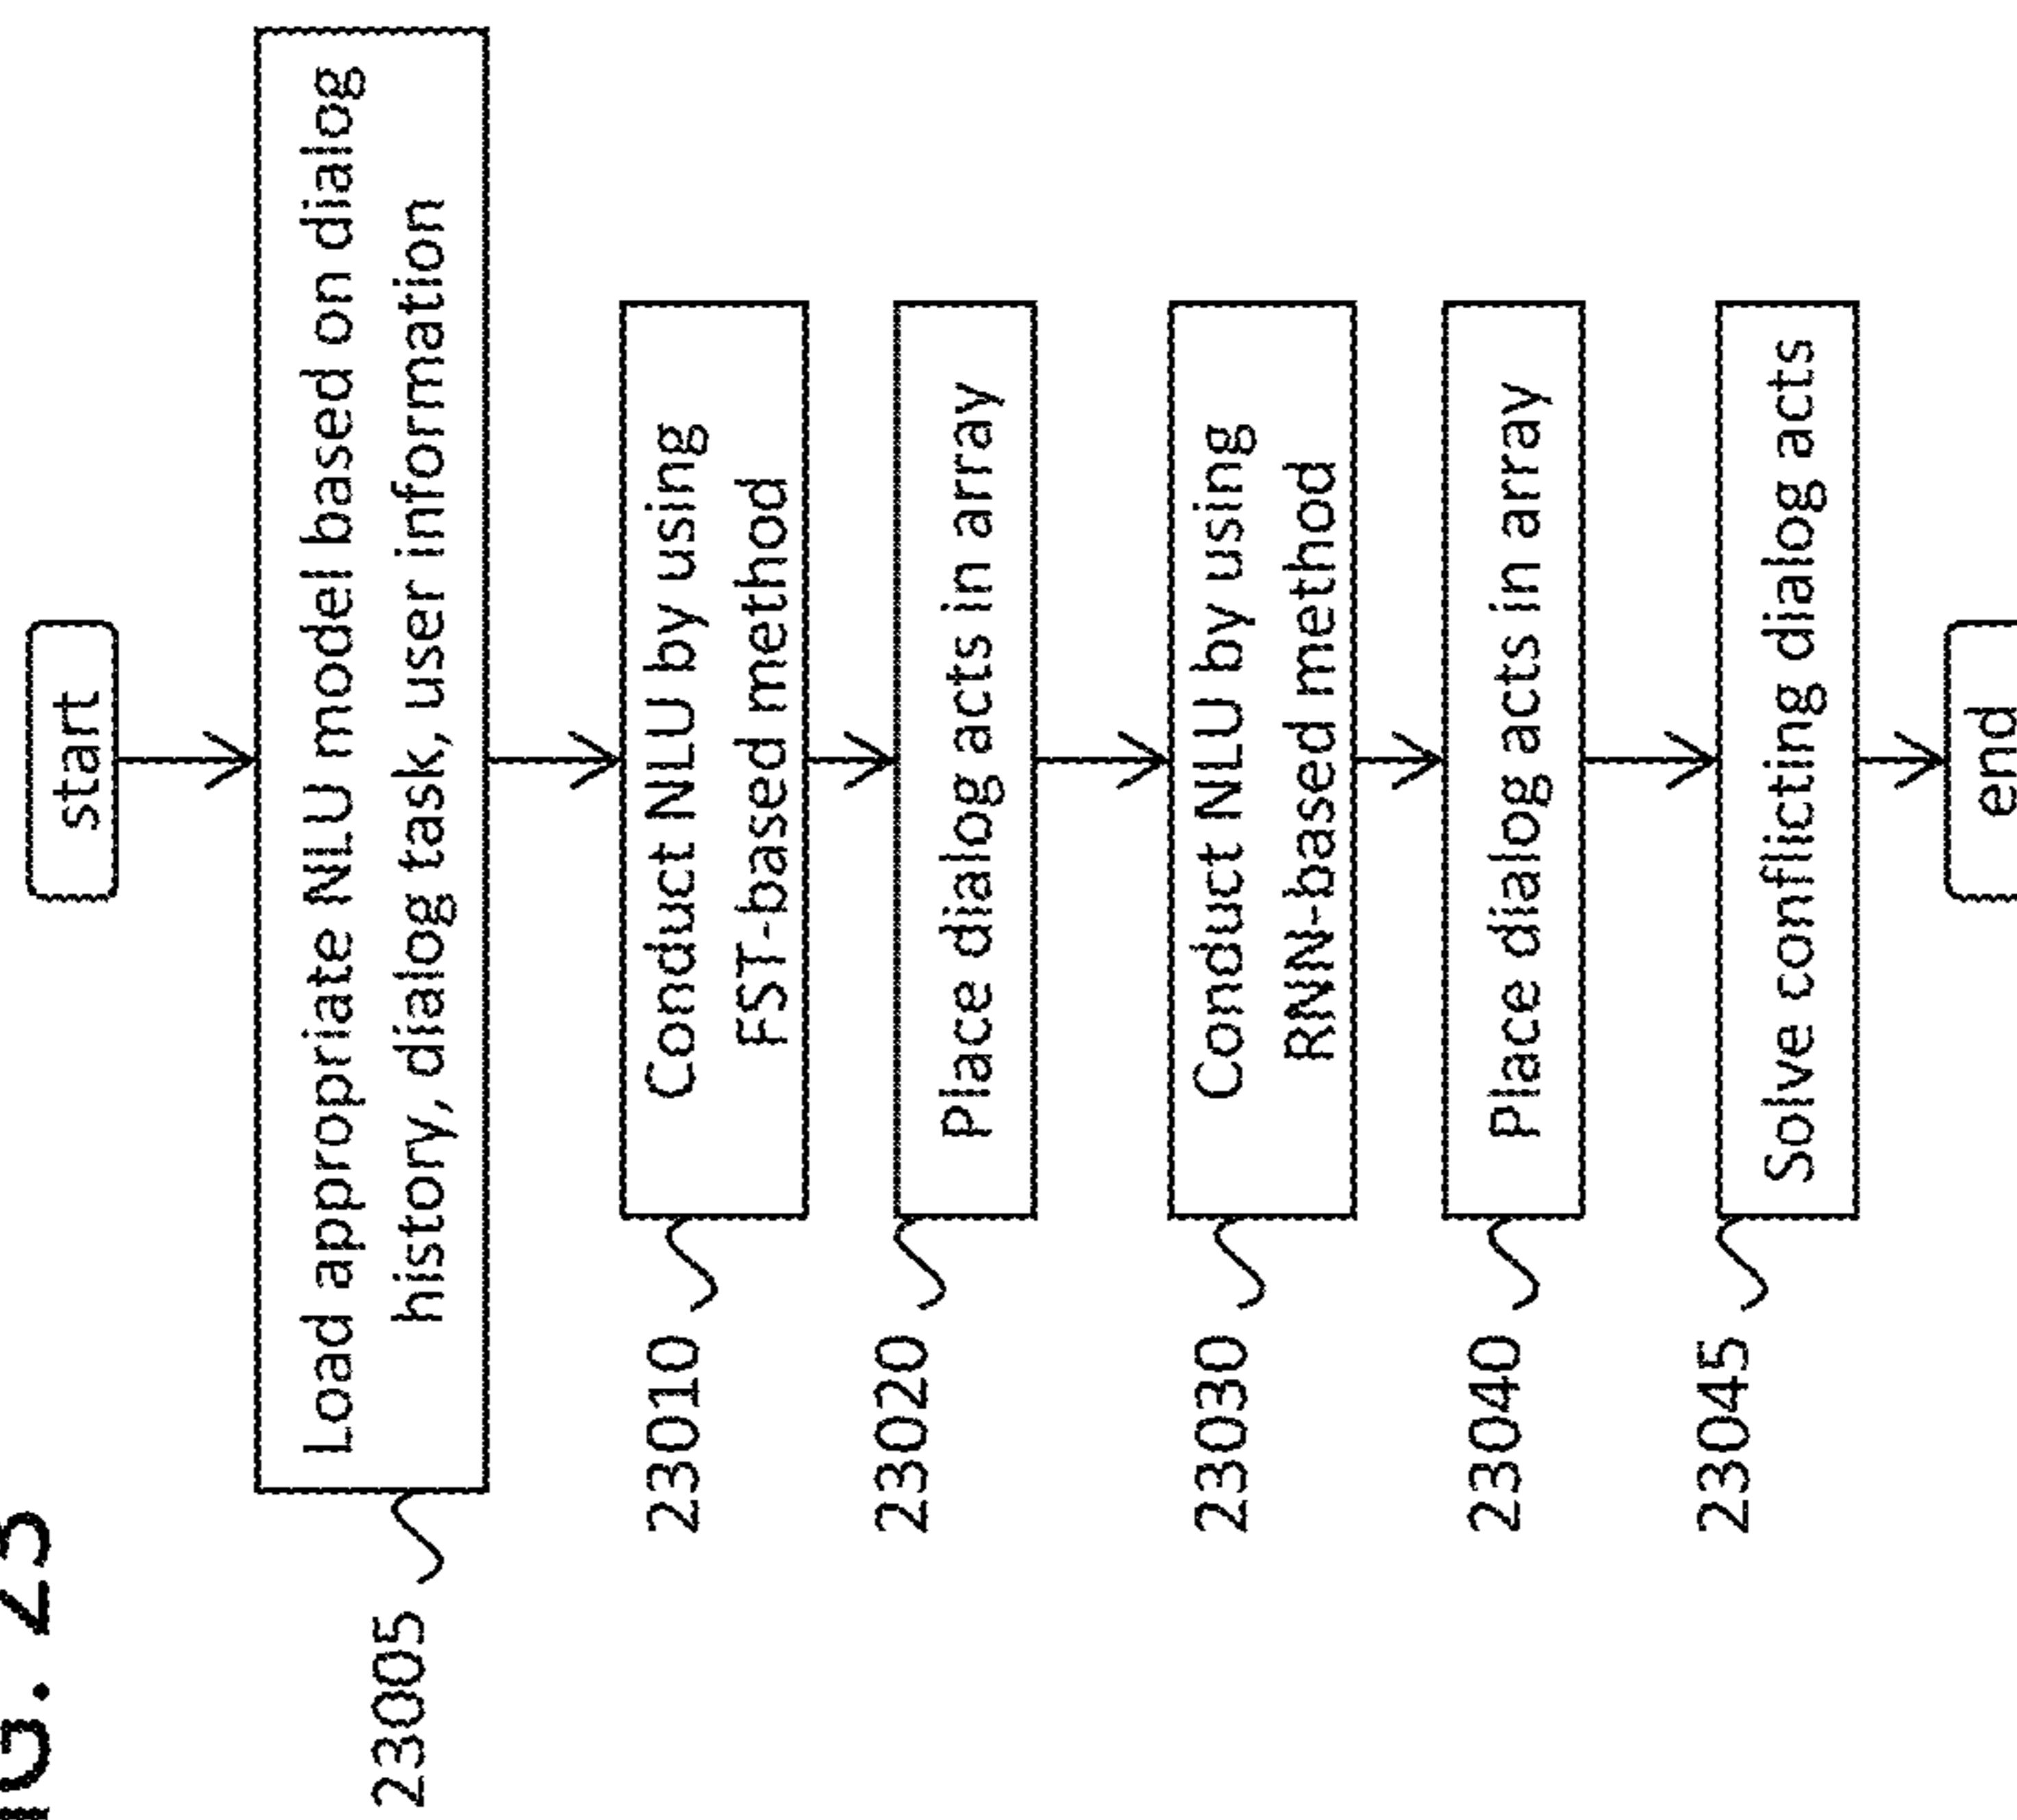 IG. 23
start
23005
Load appropriate NLU model based on dialog
history, dialog task, user information
23010
Conduct NLU by using
FST-based method
23020
Place dialog acts in array
23030
Conduct NLU by using
RNN-based method
23040
Place dialog acts in array
23045
Solve conflicting dialog acts
end